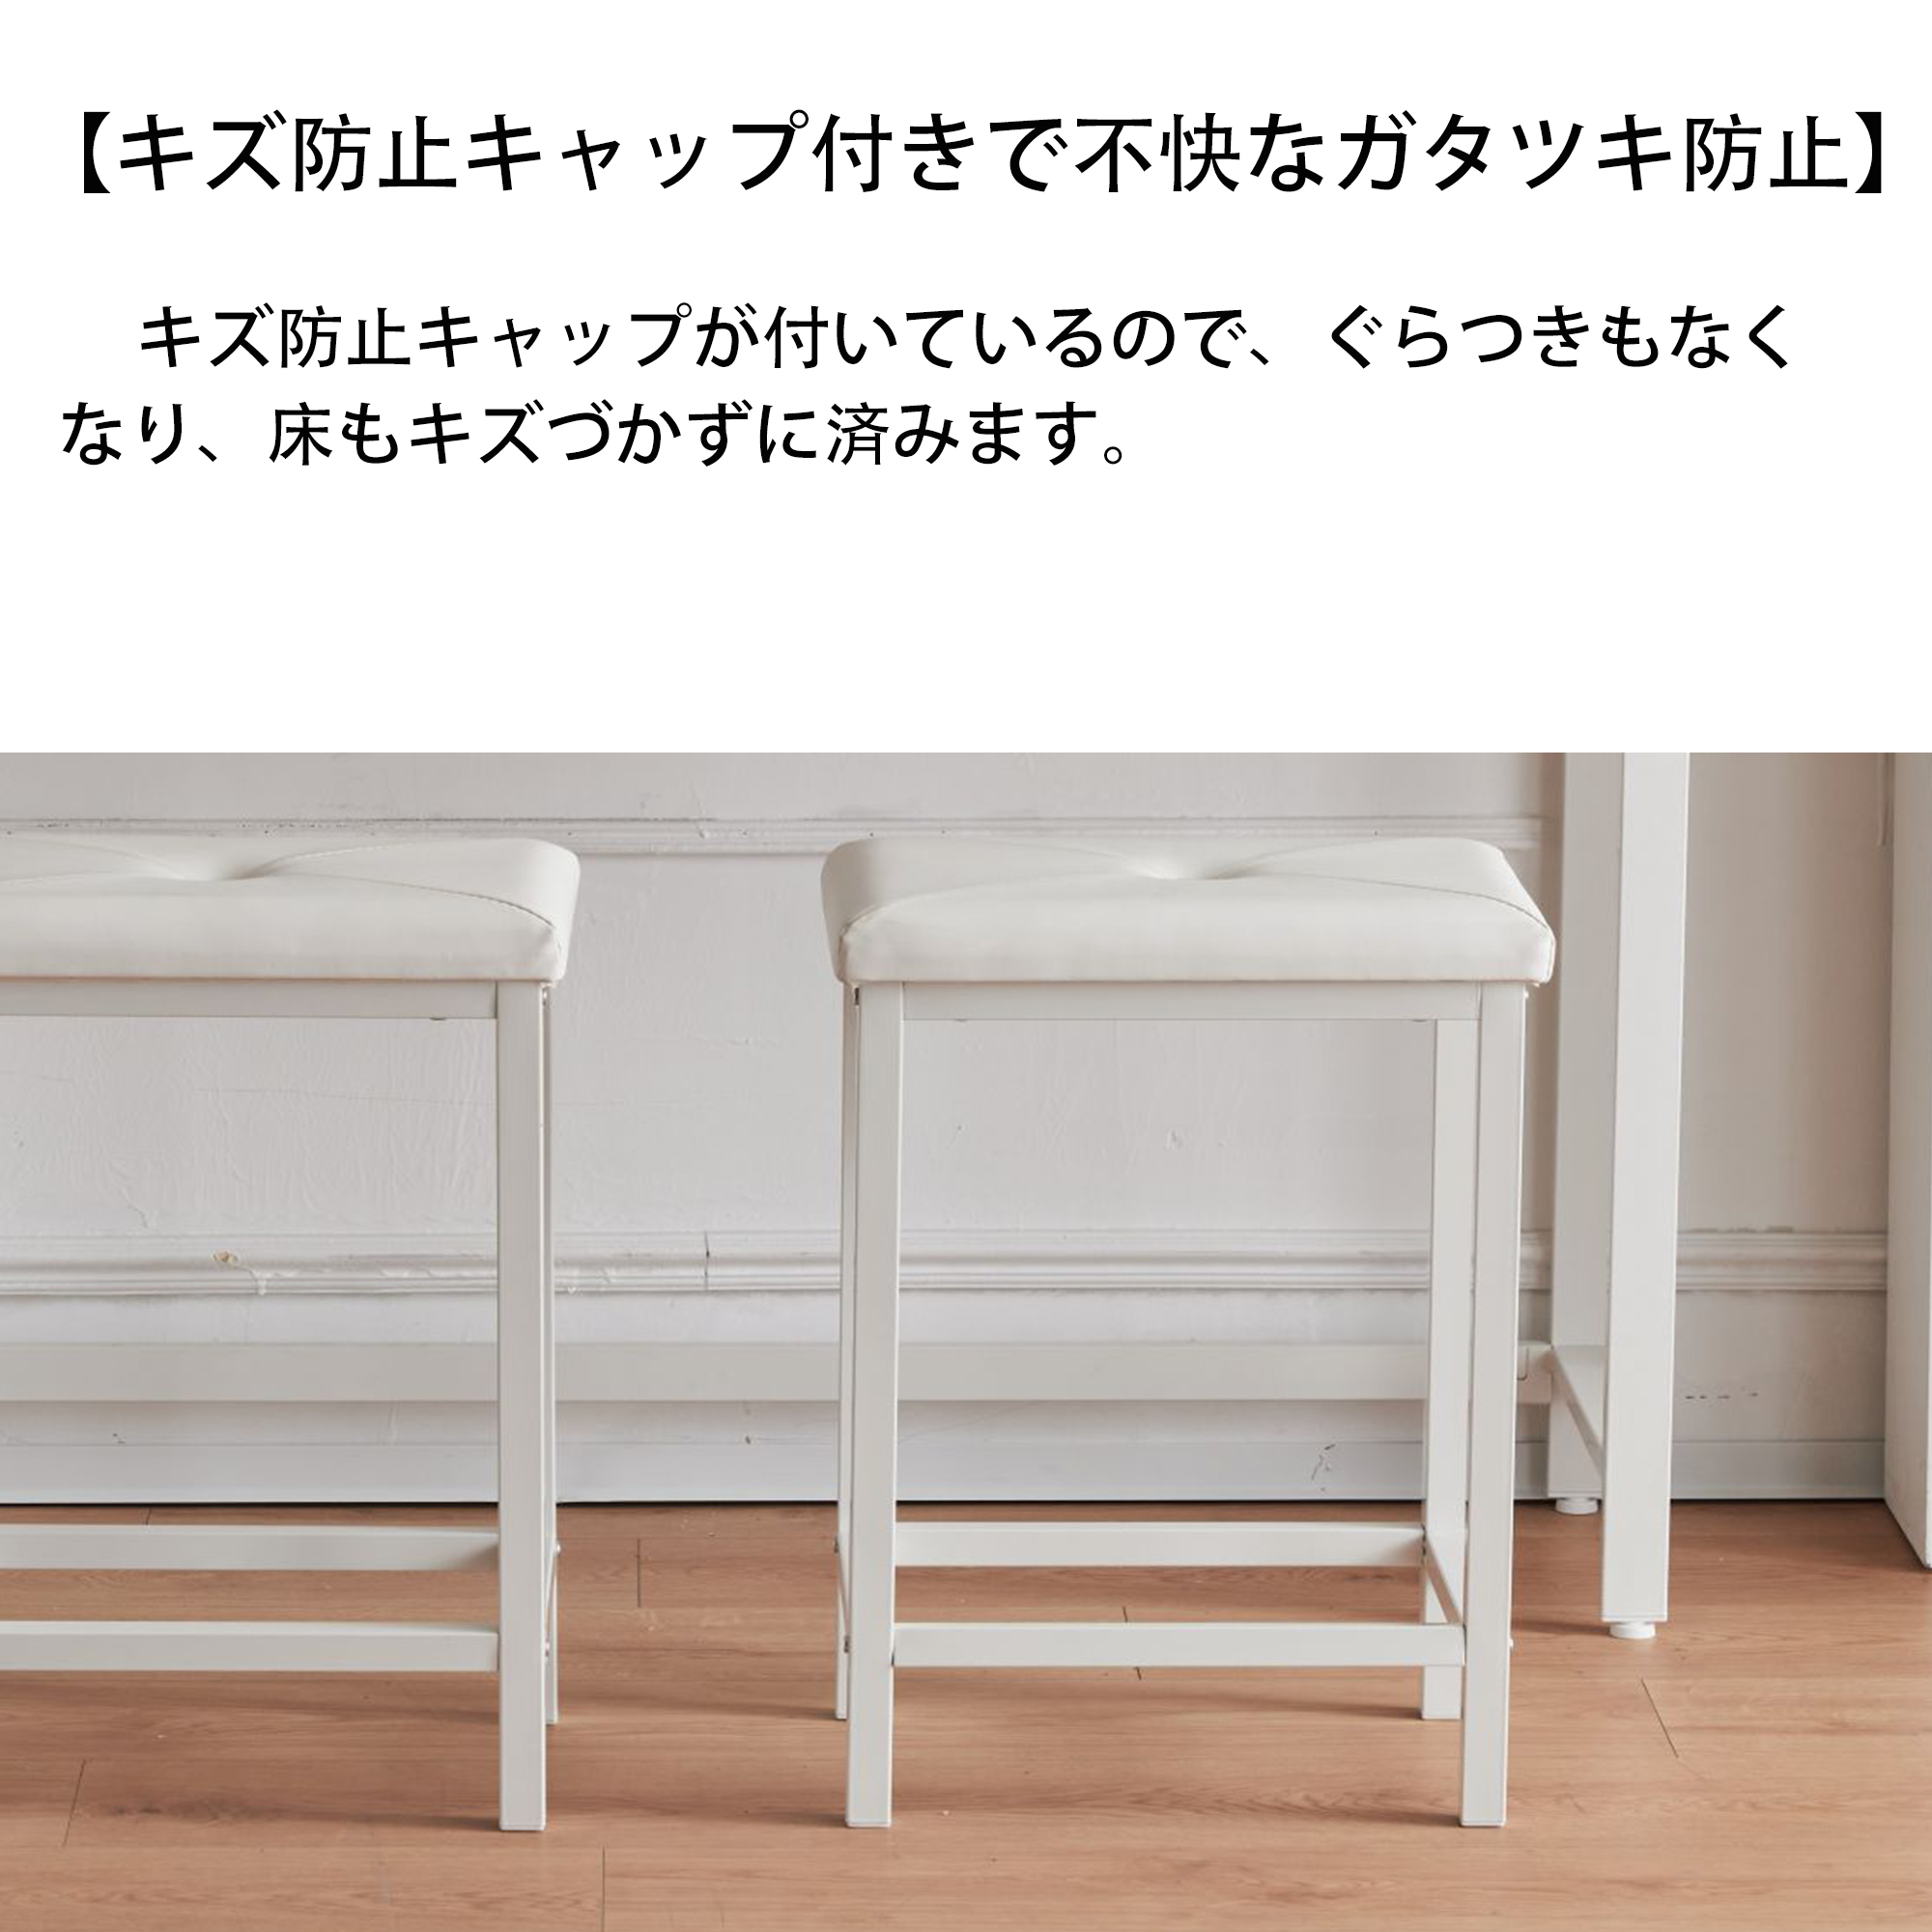 【キズ防止キャップ付きで不快なガタツキ防止】
キズ防止キャップが付いているので、ぐらつきもなく
なり、床もキズづかずに済みます。